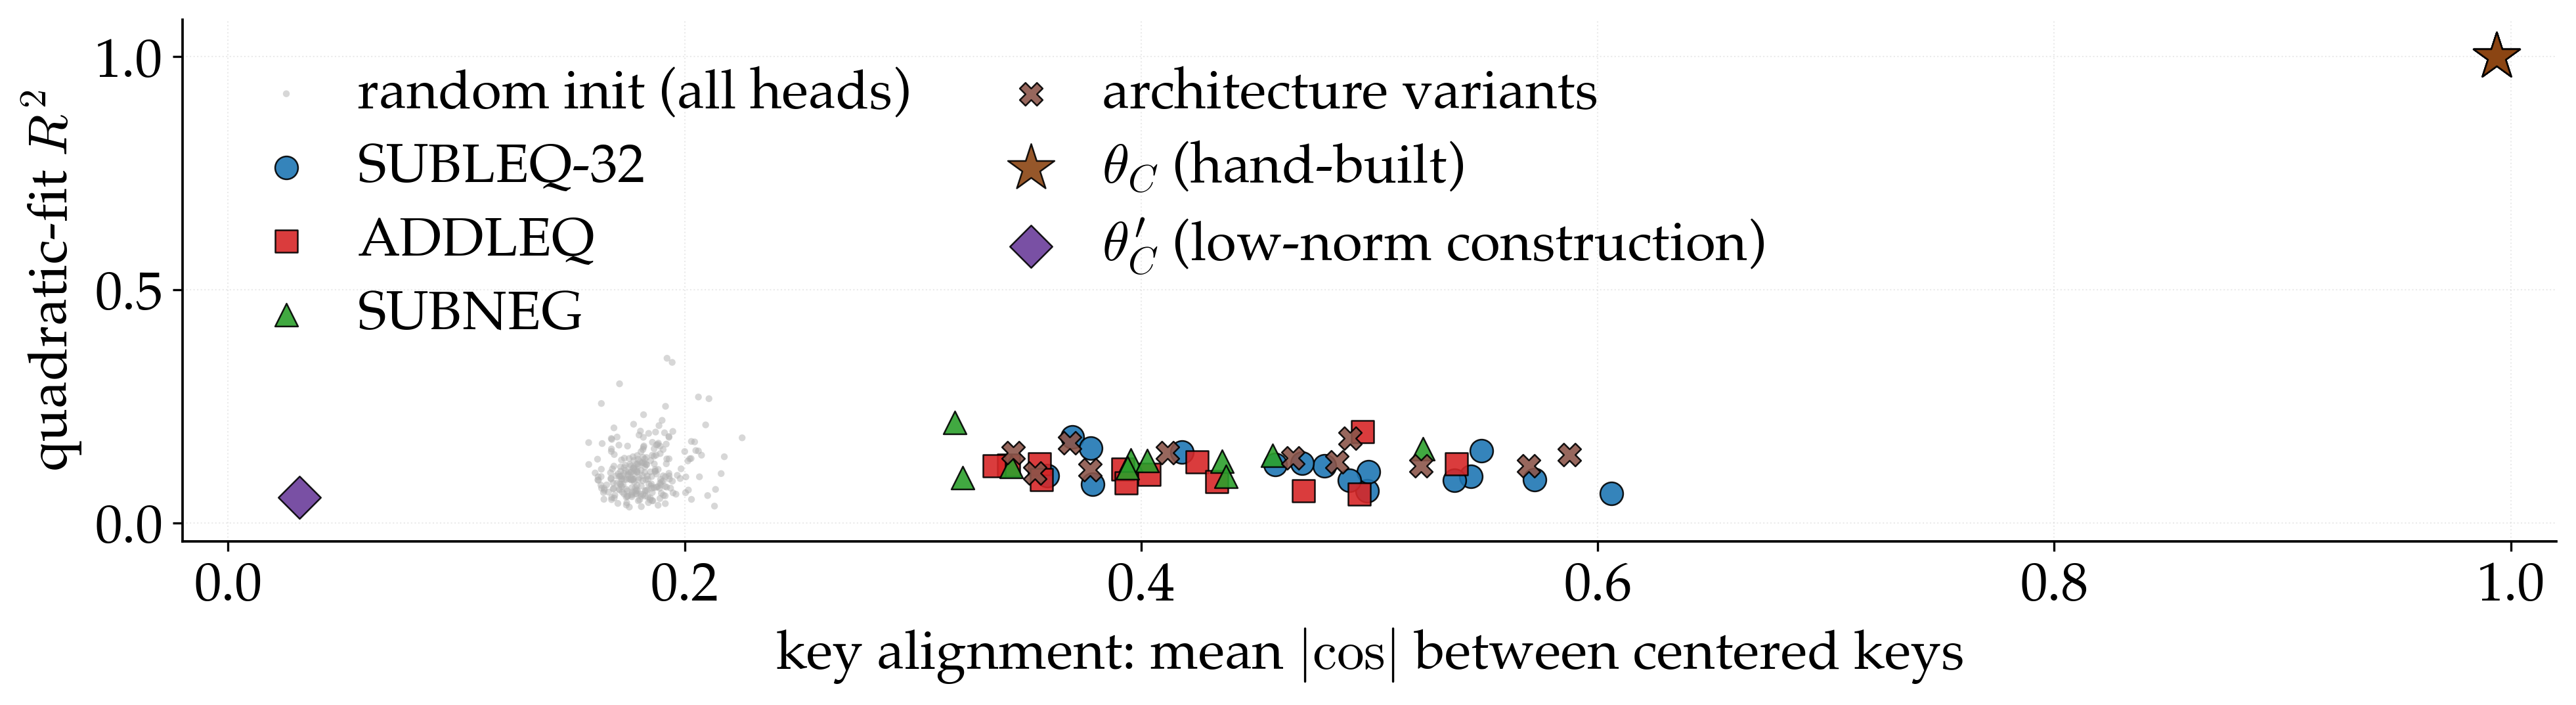 quadratic-fit R²
1.0
0.5
0.0
random init (all heads)
SUBLEQ-32
ADDLEQ
SUBNEG
architecture variants
θ_C (hand-built)
θ′_C (low-norm construction)
0.0 0.2 0.4 0.6 0.8 1.0
key alignment: mean |cos| between centered keys